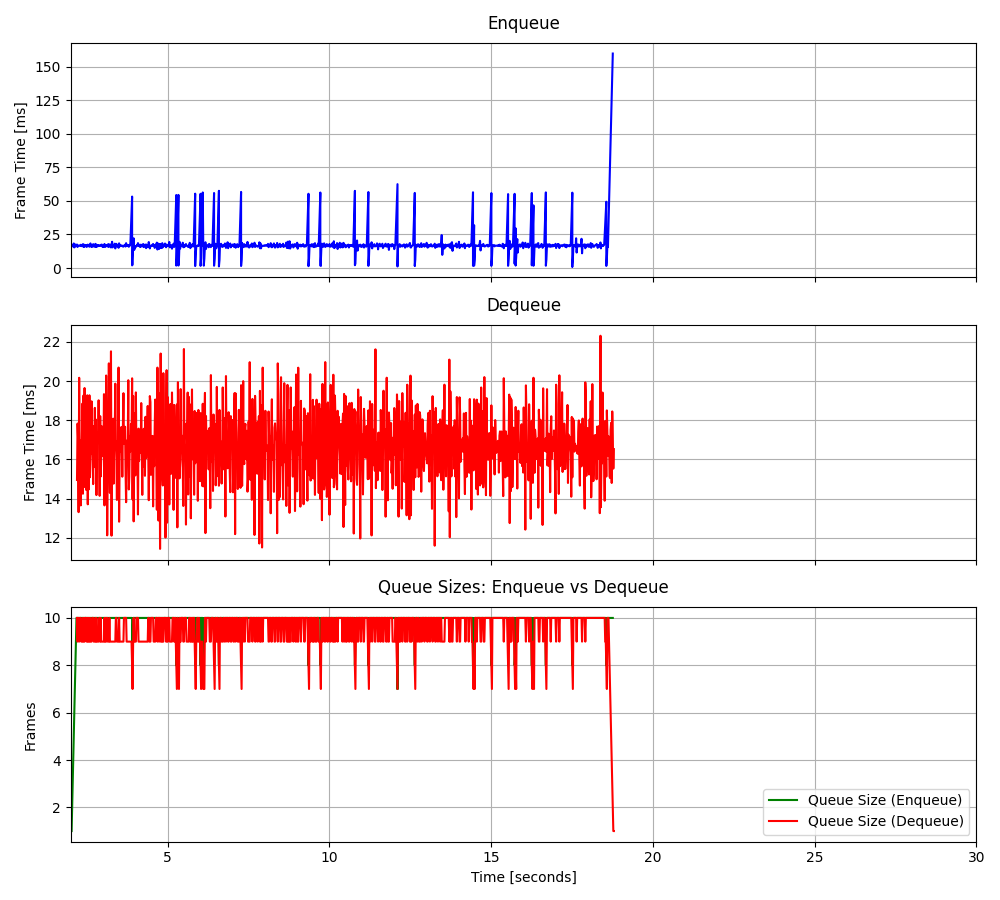 Enqueue
Frame Time [ms]
150
125
100
75
50
25
0
Dequeue
Frame Time [ms]
22
20
18
16
14
12
Queue Sizes: Enqueue vs Dequeue
Frames
10
8
6
4
2
Queue Size (Enqueue)
Queue Size (Dequeue)
5
10
15
20
25
30
Time [seconds]